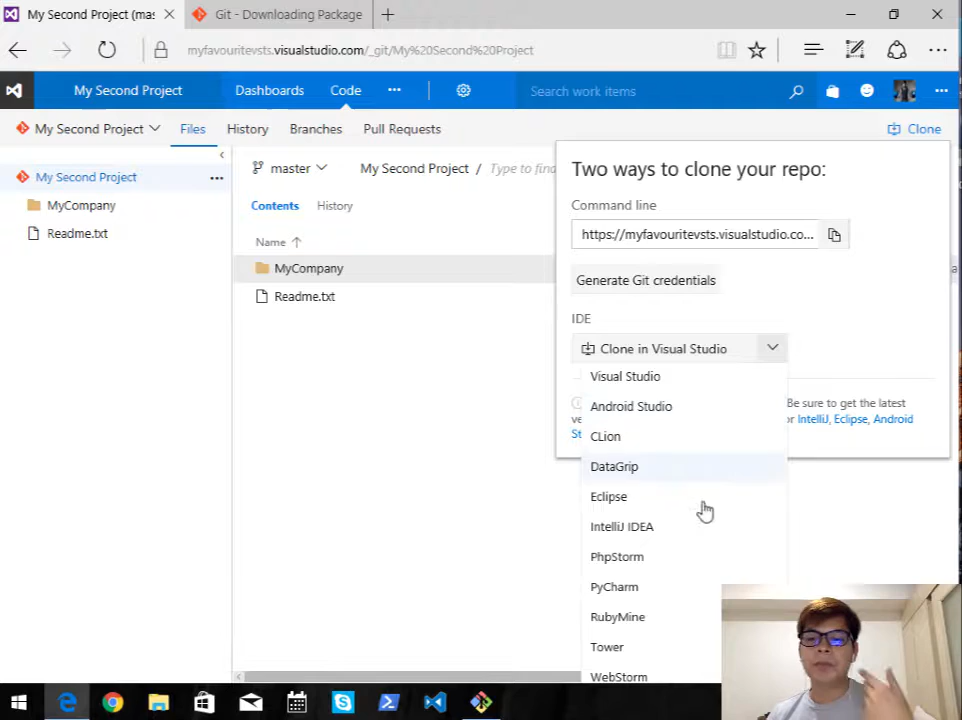 My Second Project (mas
Git - Downloading Package
myfavouritevsts.visualstudio.com/_git/My%20Second%20Project
My Second Project
Dashboards
Code
Search work items
My Second Project
Files
History
Branches
Pull Requests
Clone
My Second Project
MyCompany
Readme.txt
master
My Second Project /
Type to find
Contents
History
Name
MyCompany
Readme.txt
Two ways to clone your repo:
Command line
https://myfavouritevsts.visualstudio.co...
Generate Git credentials
IDE
Clone in Visual Studio
Visual Studio
Android Studio
CLion
DataGrip
Eclipse
IntelliJ IDEA
PhpStorm
PyCharm
RubyMine
Tower
WebStorm
Be sure to get the latest
ve or IntelliJ, Eclipse, Android
St